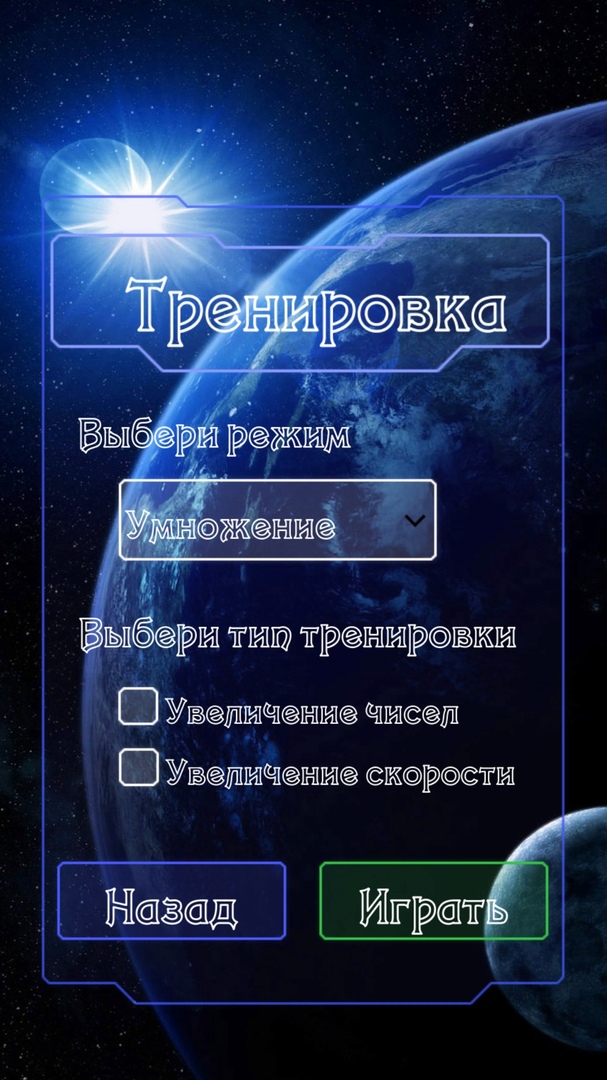 Тренировка
Выбери режим
Умножение
Выбери тип тренировки
Увеличение чисел
Увеличение скорости
Назад
Играть